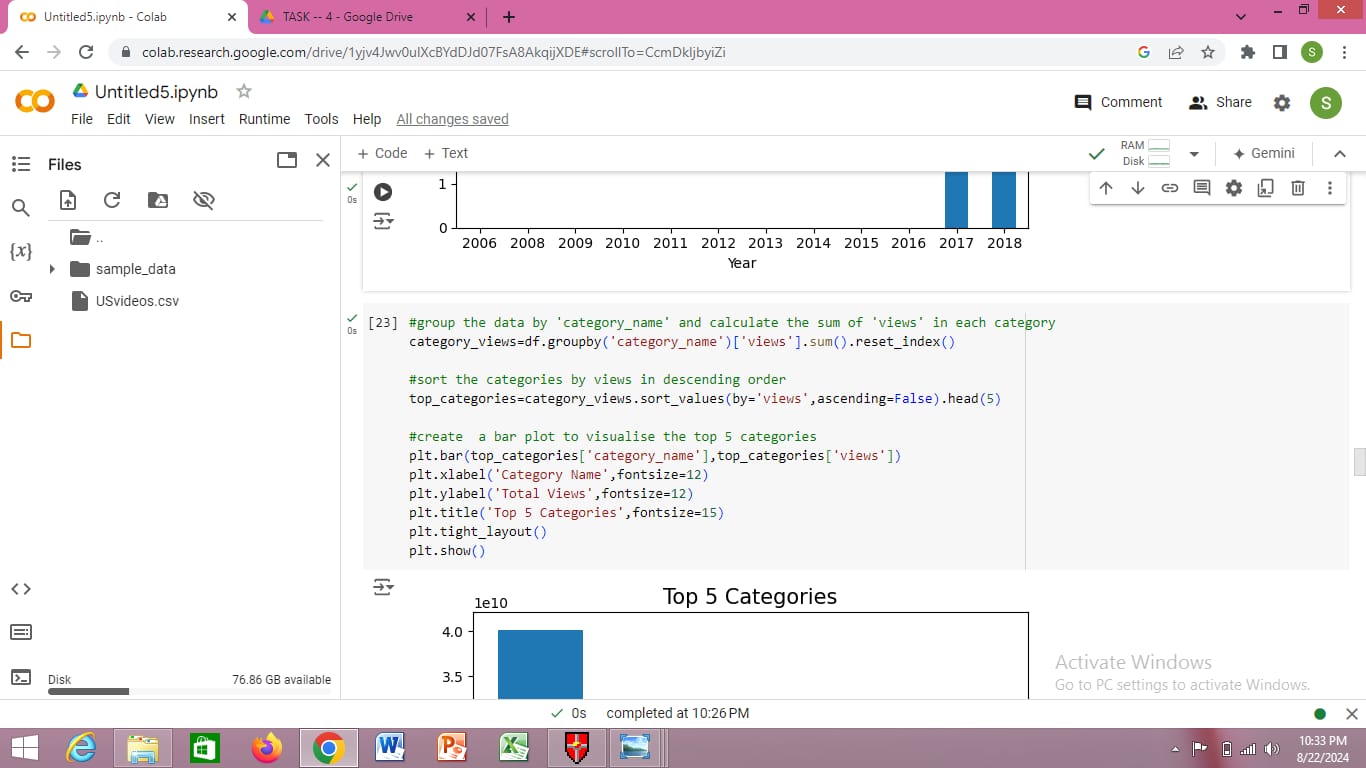 Untitled5.ipynb - Colab
TASK -- 4 - Google Drive
colab.research.google.com/drive/1yjv4Jwv0ulXcBYdDJd07FsA8AkqijXDE#scrollTo=CcmDkIjbyiZi
S
Untitled5.ipynb
File Edit View Insert Runtime Tools Help All changes saved
Comment Share S
Files
+ Code + Text
RAM
Disk
Gemini
..
sample_data
USvideos.csv
{x}
Disk 76.86 GB available
0s
1
0
2006 2008 2009 2010 2011 2012 2013 2014 2015 2016 2017 2018
Year
0s
[23] #group the data by 'category_name' and calculate the sum of 'views' in each category
category_views=df.groupby('category_name')['views'].sum().reset_index()
#sort the categories by views in descending order
top_categories=category_views.sort_values(by='views',ascending=False).head(5)
#create  a bar plot to visualise the top 5 categories
plt.bar(top_categories['category_name'],top_categories['views'])
plt.xlabel('Category Name',fontsize=12)
plt.ylabel('Total Views',fontsize=12)
plt.title('Top 5 Categories',fontsize=15)
plt.tight_layout()
plt.show()
Top 5 Categories
1e10
4.0
3.5
Activate Windows
Go to PC settings to activate Windows.
0s completed at 10:26 PM
10:33 PM
8/22/2024